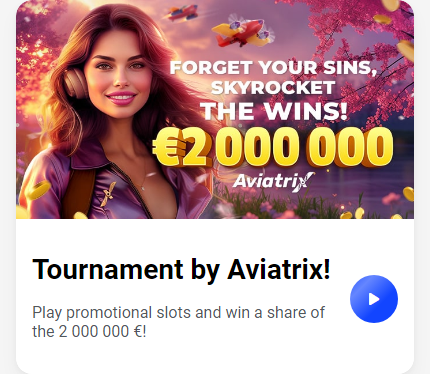 FORGET YOUR SINS,
SKYROCKET
THE WINS!
€2 000 000
Aviatrix
Tournament by Aviatrix!
Play promotional slots and win a share of
the 2 000 000 €!